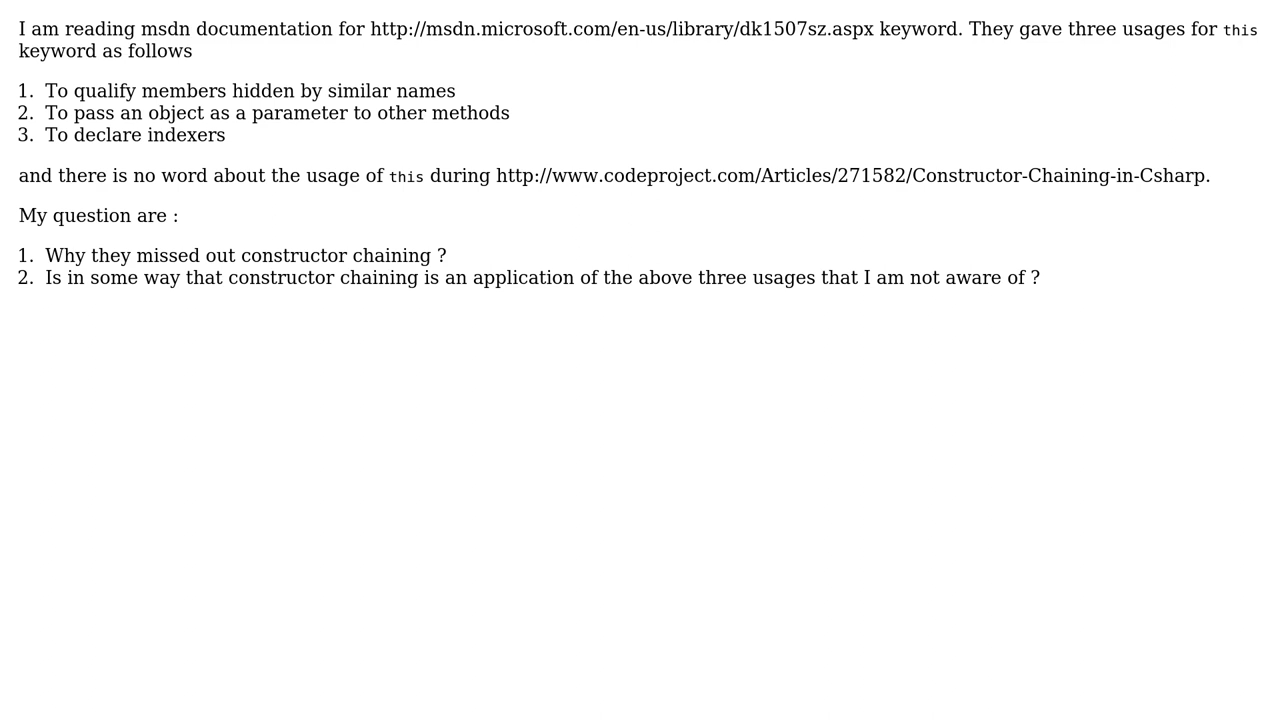 I am reading msdn documentation for http://msdn.microsoft.com/en-us/library/dk1507sz.aspx keyword. They gave three usages for this
keyword as follows
1. To qualify members hidden by similar names
2. To pass an object as a parameter to other methods
3. To declare indexers
and there is no word about the usage of this during http://www.codeproject.com/Articles/271582/Constructor-Chaining-in-Csharp.
My question are :
1. Why they missed out constructor chaining ?
2. Is in some way that constructor chaining is an application of the above three usages that I am not aware of ?